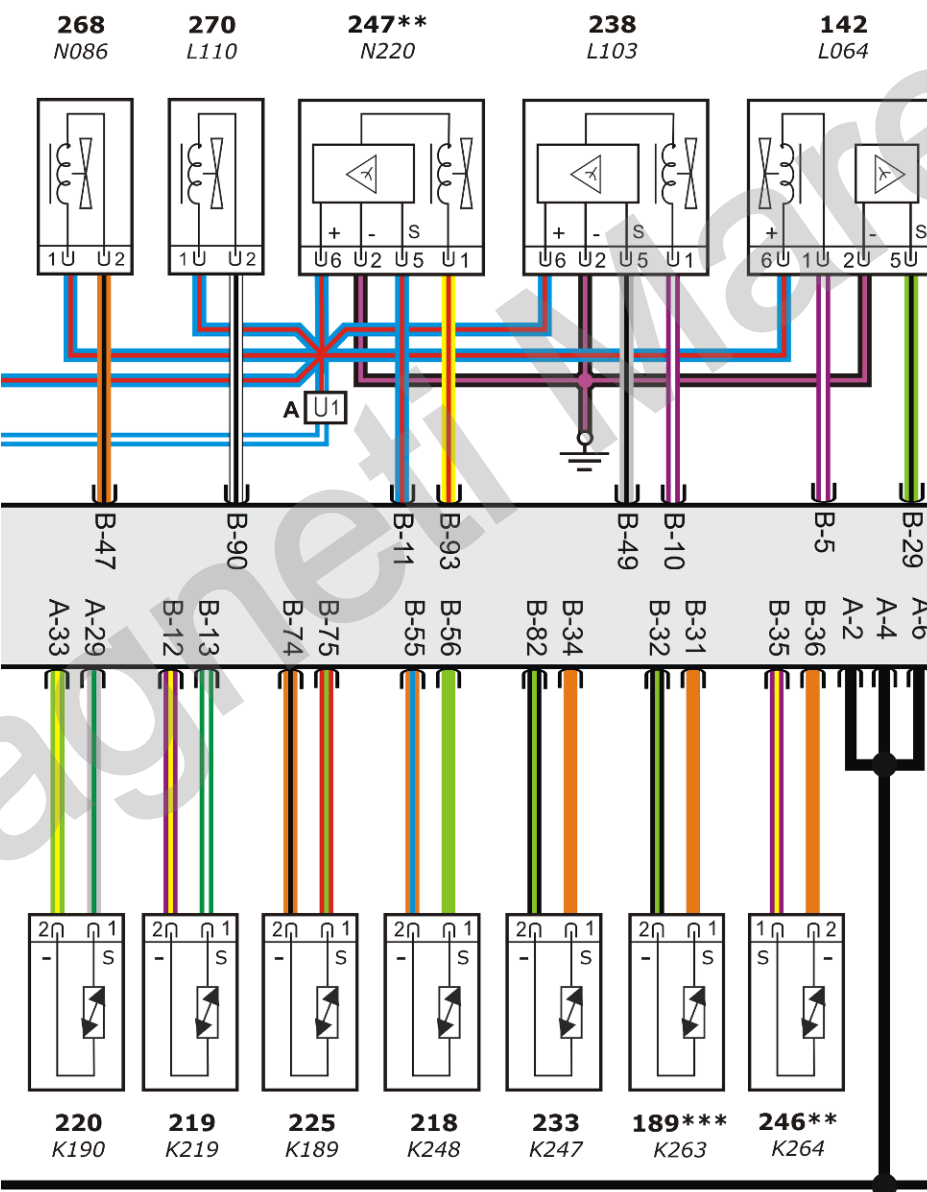 268 270 247** 238 142
N086 L110 N220 L103 L064
+ - S + - S + - S
1 2 1 2 6 2 5 1 6 2 5 1 6 1 2 5
A 1
B-47 B-90 B-11 B-93 B-49 B-10 B-5 B-29
A-33 A-29 B-12 B-13 B-74 B-75 B-55 B-56 B-82 B-34 B-32 B-31 B-35 B-36 A-2 A-4 A-6
2 1 2 1 2 1 2 1 2 1 2 1 1 2
- S - S - S - S - S - S S -
220 219 225 218 233 189*** 246**
K190 K219 K189 K248 K247 K263 K264
agneti Mare